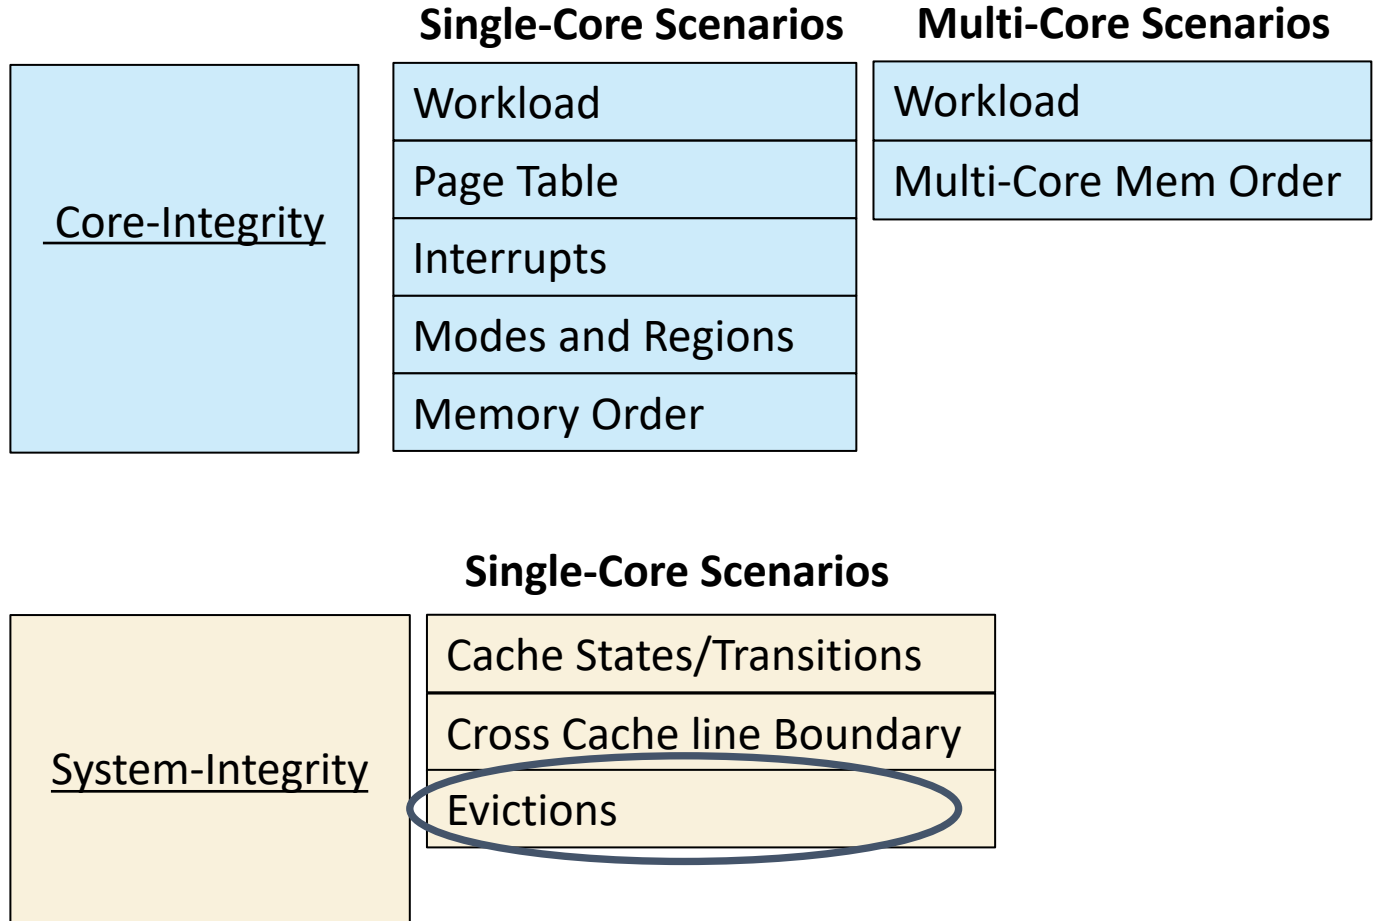 Single-Core Scenarios
Multi-Core Scenarios
Core-Integrity
Workload
Page Table
Interrupts
Modes and Regions
Memory Order
Workload
Multi-Core Mem Order
Single-Core Scenarios
System-Integrity
Cache States/Transitions
Cross Cache line Boundary
Evictions